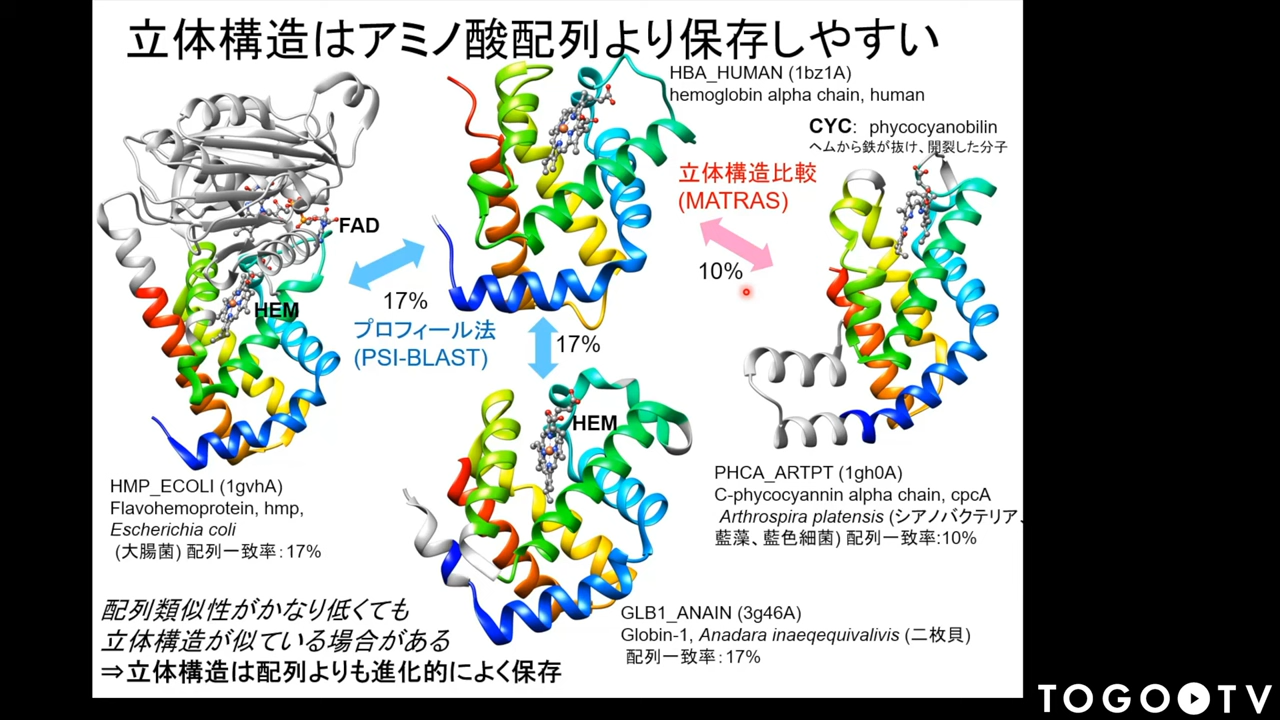 立体構造はアミノ酸配列より保存しやすい
HBA_HUMAN (1bz1A)
hemoglobin alpha chain, human
CYC: phycocyanobilin
ヘムから鉄が抜け、開裂した分子
立体構造比較
(MATRAS)
10%
FAD
HEM
17%
プロフィール法
(PSI-BLAST)
17%
HEM
HMP_ECOLI (1gvhA)
Flavohemoprotein, hmp,
Escherichia coli
(大腸菌) 配列一致率：17%
PHCA_ARTPT (1gh0A)
C-phycocyannin alpha chain, cpcA
Arthrospira platensis (シアノバクテリア、
藍藻、藍色細菌) 配列一致率:10%
GLB1_ANAIN (3g46A)
Globin-1, Anadara inaeqequivalivis (二枚貝)
配列一致率：17%
配列類似性がかなり低くても
立体構造が似ている場合がある
⇒立体構造は配列よりも進化的によく保存
TOGOTV